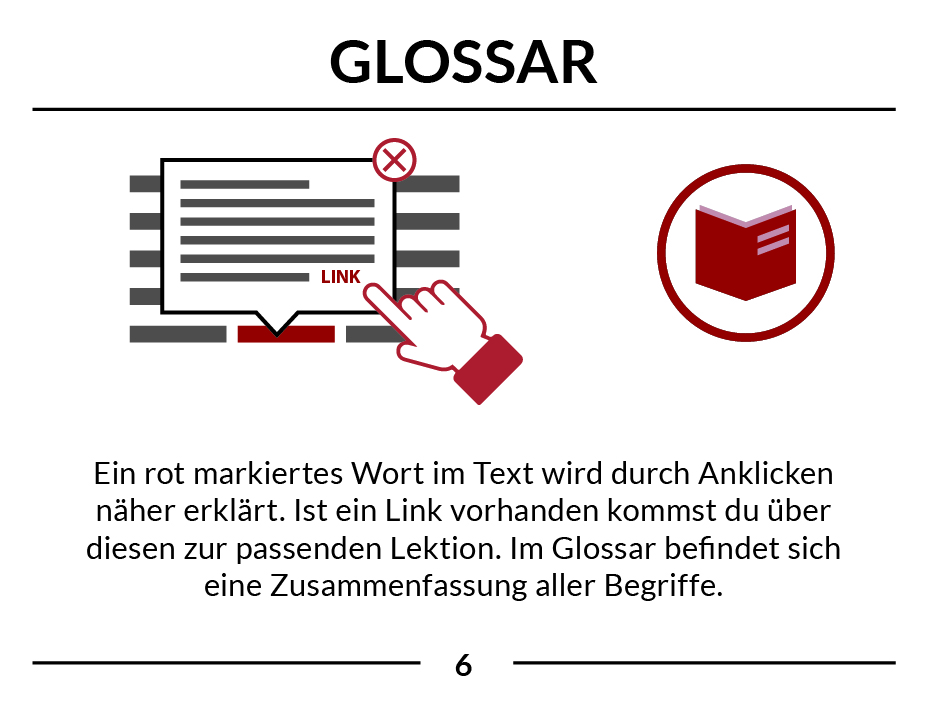 GLOSSAR
LINK
Ein rot markiertes Wort im Text wird durch Anklicken
näher erklärt. Ist ein Link vorhanden kommst du über
diesen zur passenden Lektion. Im Glossar befindet sich
eine Zusammenfassung aller Begriffe.
6